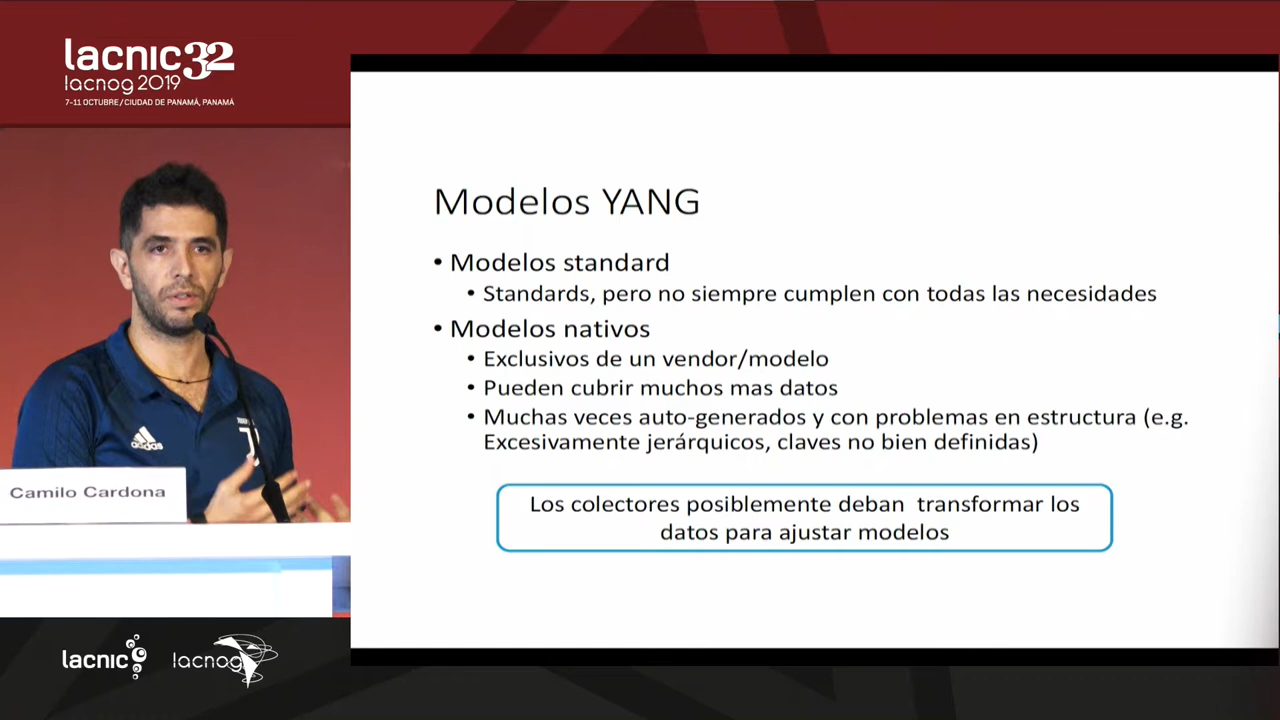 lacnic32
lacnog 2019
7-11 OCTUBRE / CIUDAD DE PANAMÁ, PANAMÁ
Modelos YANG
• Modelos standard
• Standards, pero no siempre cumplen con todas las necesidades
• Modelos nativos
• Exclusivos de un vendor/modelo
• Pueden cubrir muchos mas datos
• Muchas veces auto-generados y con problemas en estructura (e.g.
Excesivamente jerárquicos, claves no bien definidas)
Los colectores posiblemente deban  transformar los
datos para ajustar modelos
adidas
Camilo Cardona
lacnic
lacnog